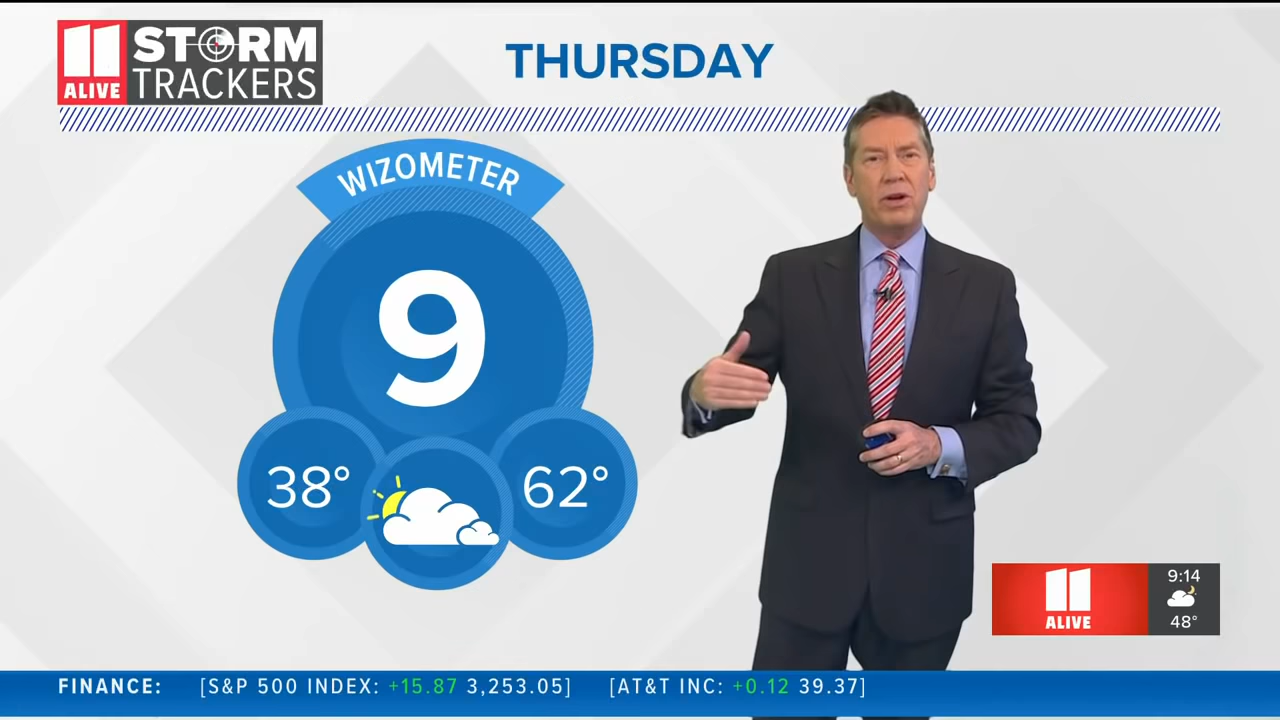 11 ALIVE
STORM
TRACKERS
THURSDAY
WIZOMETER
9
38°
62°
11
ALIVE
9:14
48°
FINANCE: [S&P 500 INDEX: +15.87 3,253.05] [AT&T INC: +0.12 39.37]